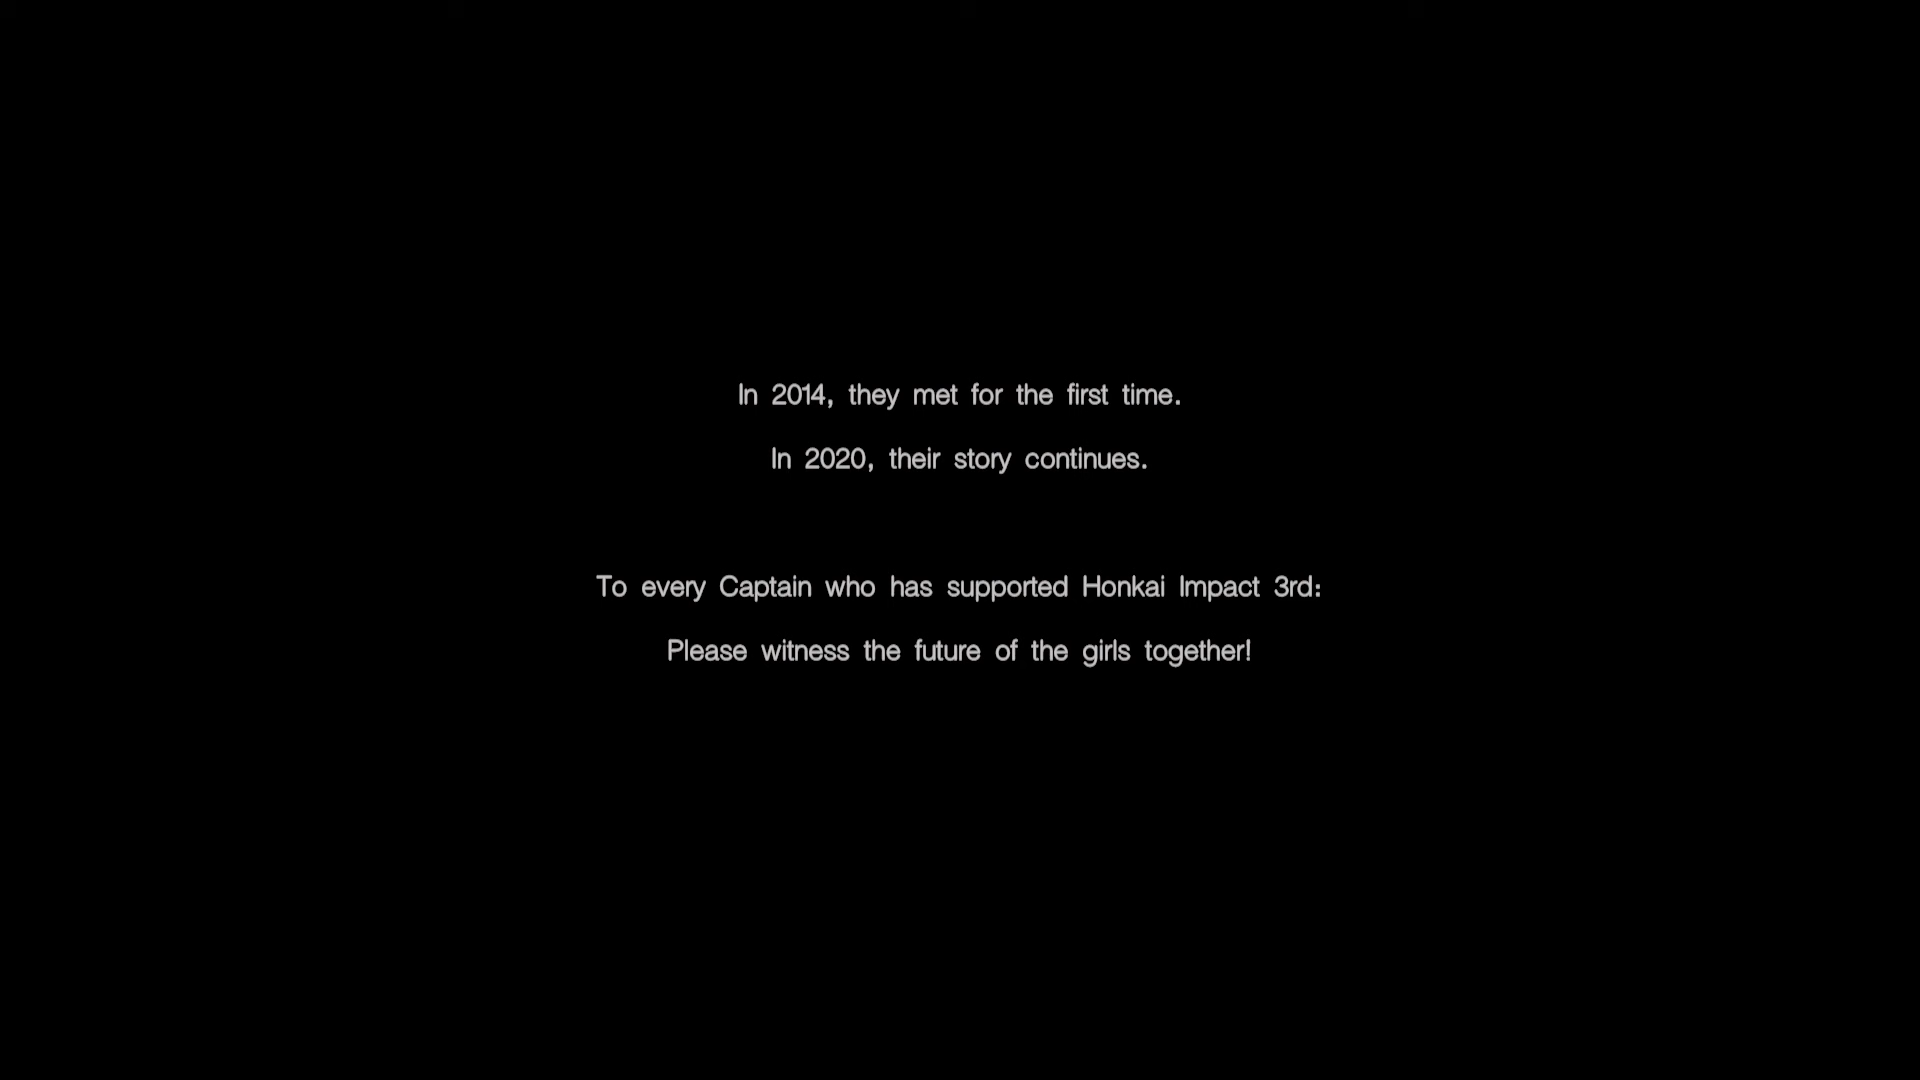 In 2014, they met for the first time.
In 2020, their story continues.
To every Captain who has supported Honkai Impact 3rd:
Please witness the future of the girls together!